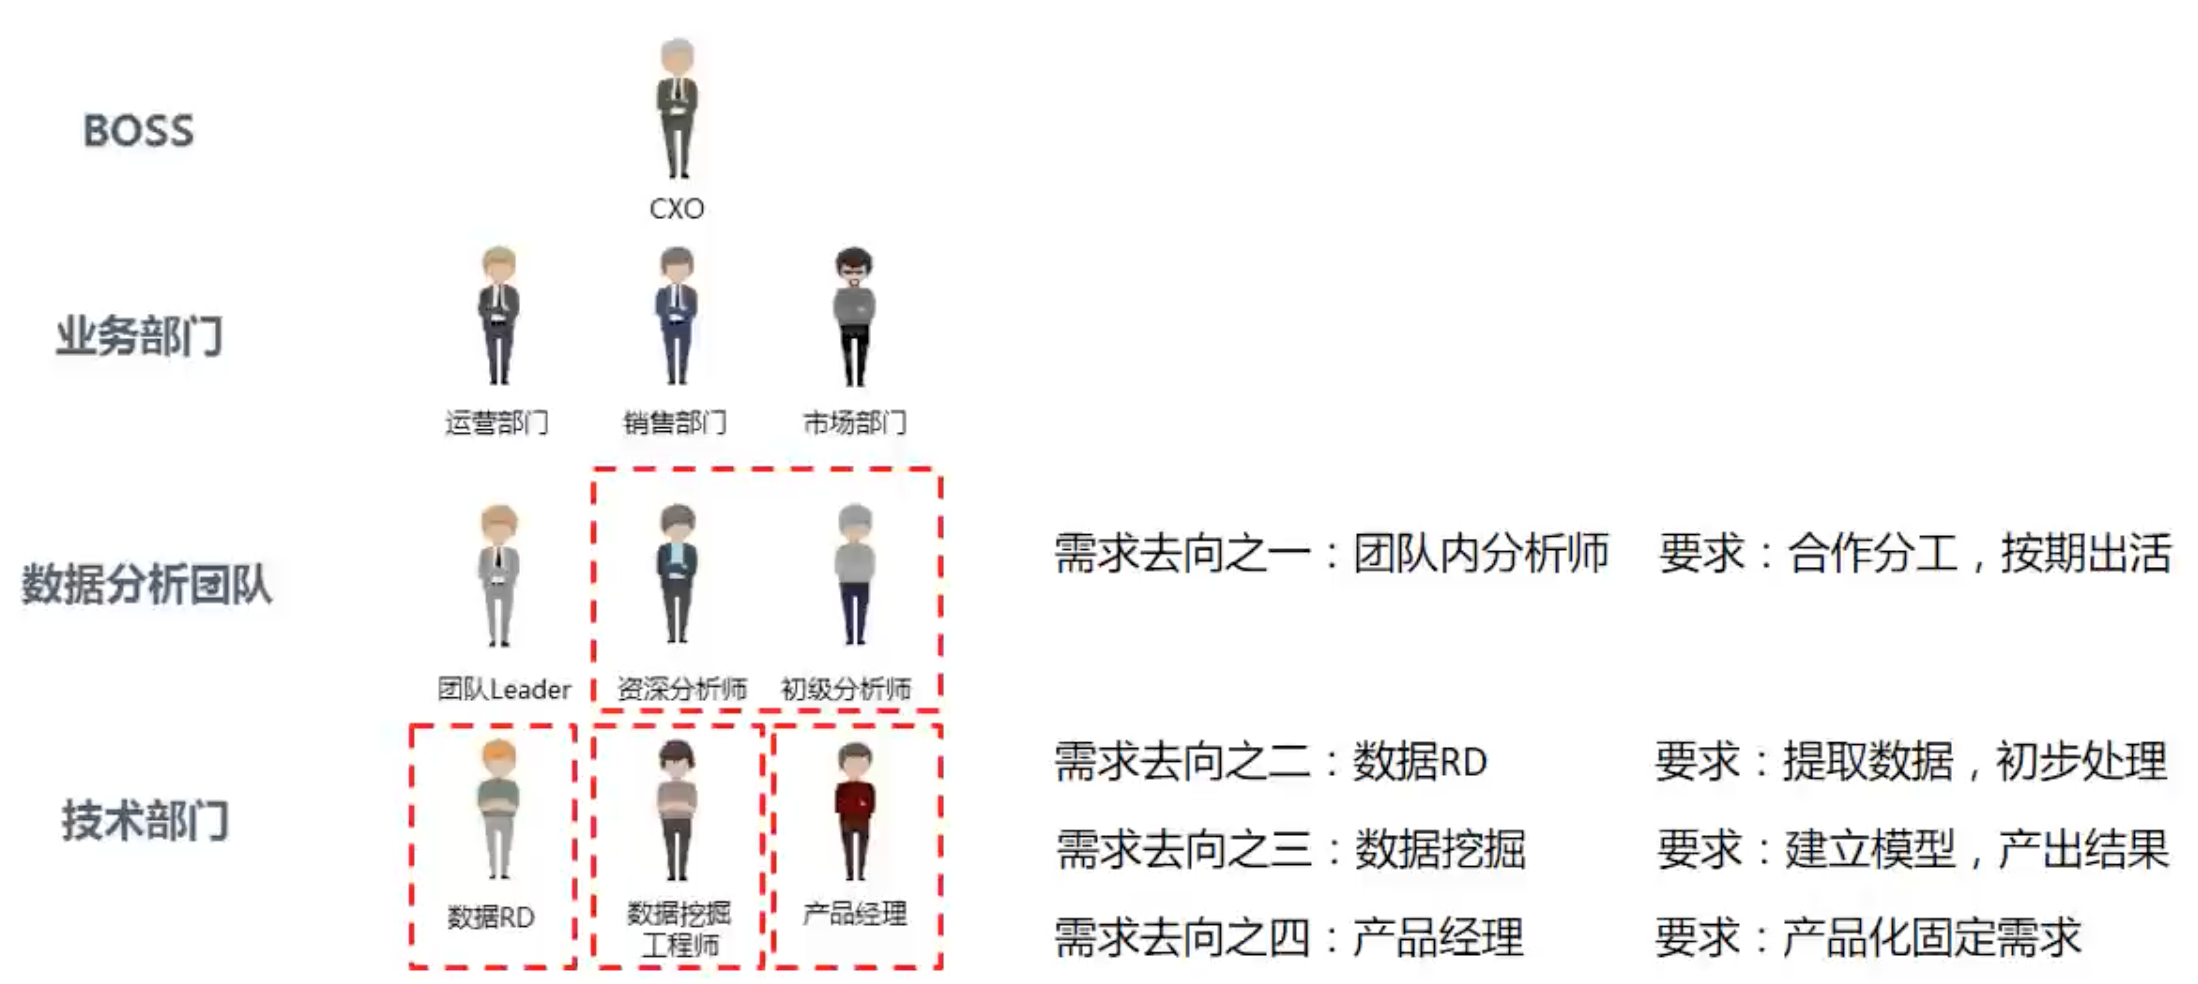 BOSS
CXO
业务部门
运营部门 销售部门 市场部门
数据分析团队
团队Leader 资深分析师 初级分析师
需求去向之一：团队内分析师 要求：合作分工，按期出活
技术部门
数据RD 数据挖掘 产品经理
工程师
需求去向之二：数据RD 要求：提取数据，初步处理
需求去向之三：数据挖掘 要求：建立模型，产出结果
需求去向之四：产品经理 要求：产品化固定需求